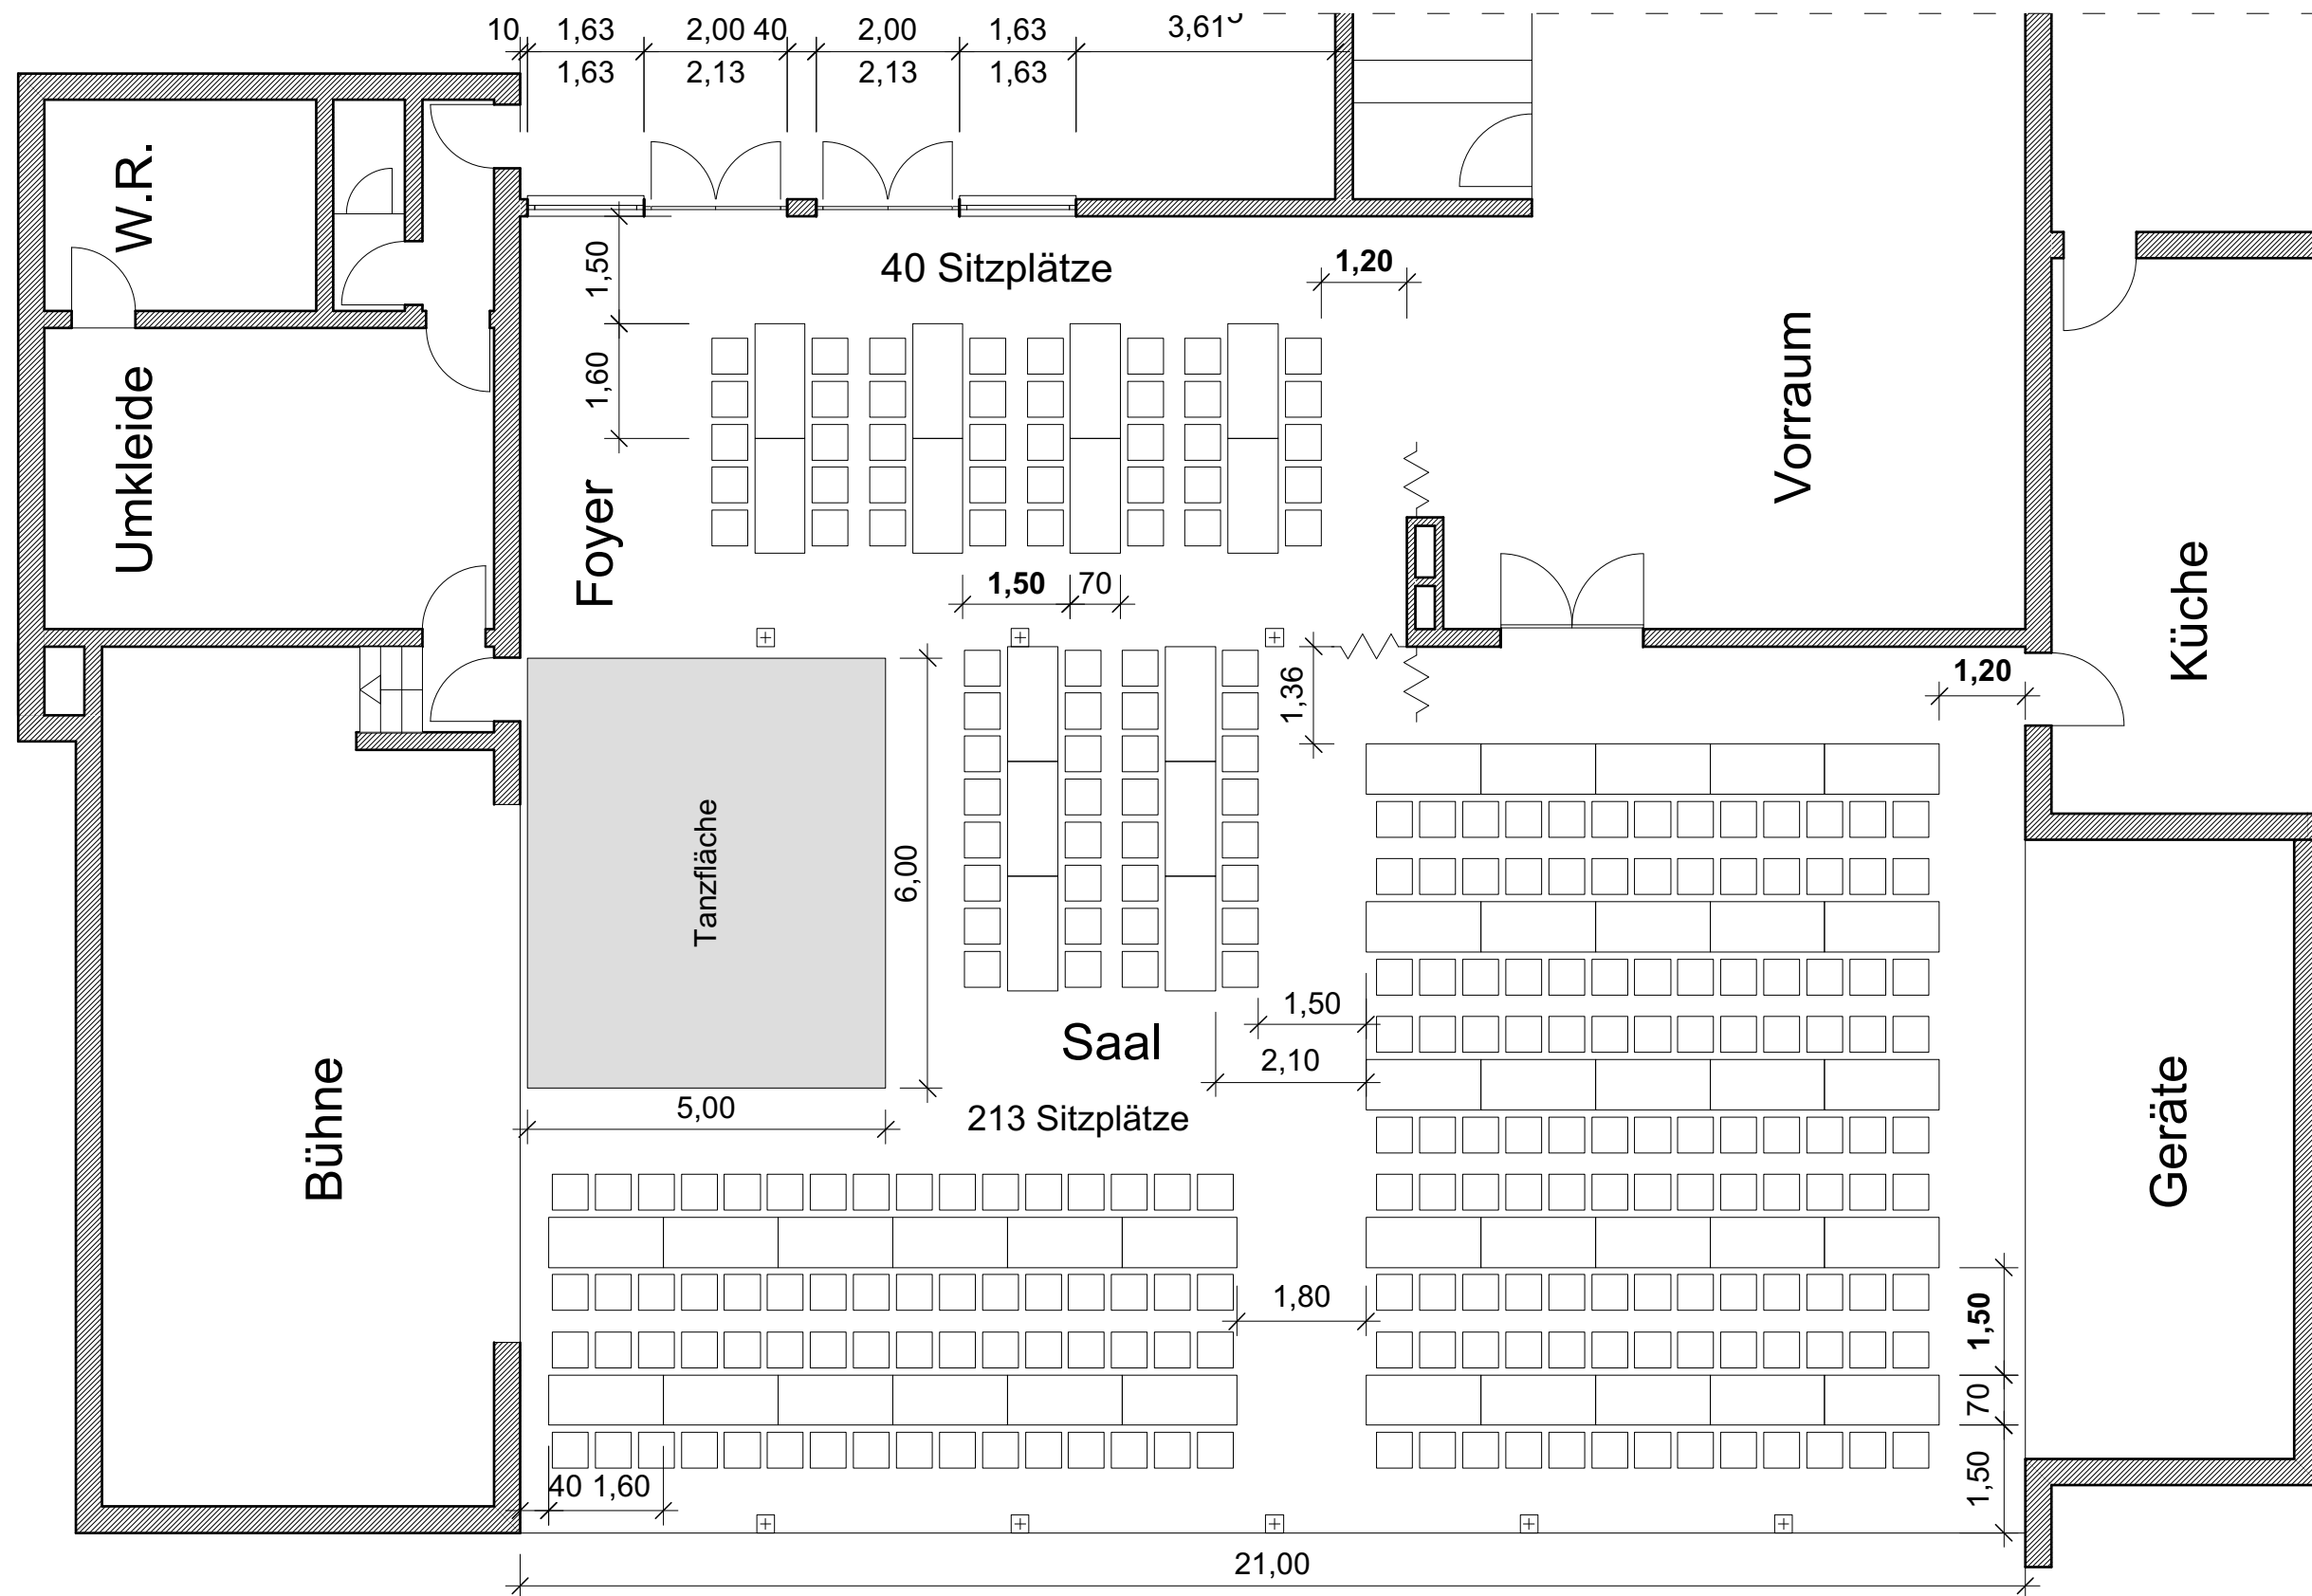 10 1,63 2,00 40 2,00 1,63 3,61⁵
1,63 2,13 2,13 1,63
W.R.
1,50
40 Sitzplätze
1,20
1,60
Umkleide
Foyer
Vorraum
1,50 70
Küche
1,36
1,20
Tanzfläche
6,00
1,50
Saal
2,10
5,00
213 Sitzplätze
Bühne
Geräte
1,80
1,50
70
40 1,60
1,50
21,00